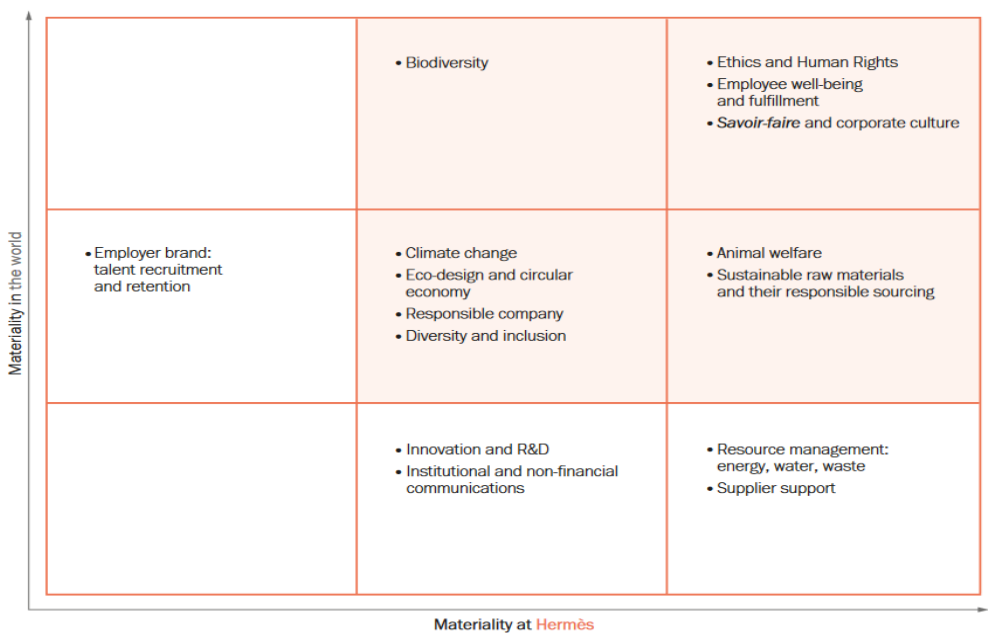 Materiality in the world
• Biodiversity
• Ethics and Human Rights
• Employee well-being
and fulfillment
• Savoir-faire and corporate culture
• Employer brand:
talent recruitment
and retention
• Climate change
• Eco-design and circular
economy
• Responsible company
• Diversity and inclusion
• Animal welfare
• Sustainable raw materials
and their responsible sourcing
• Innovation and R&D
• Institutional and non-financial
communications
• Resource management:
energy, water, waste
• Supplier support
Materiality at Hermès